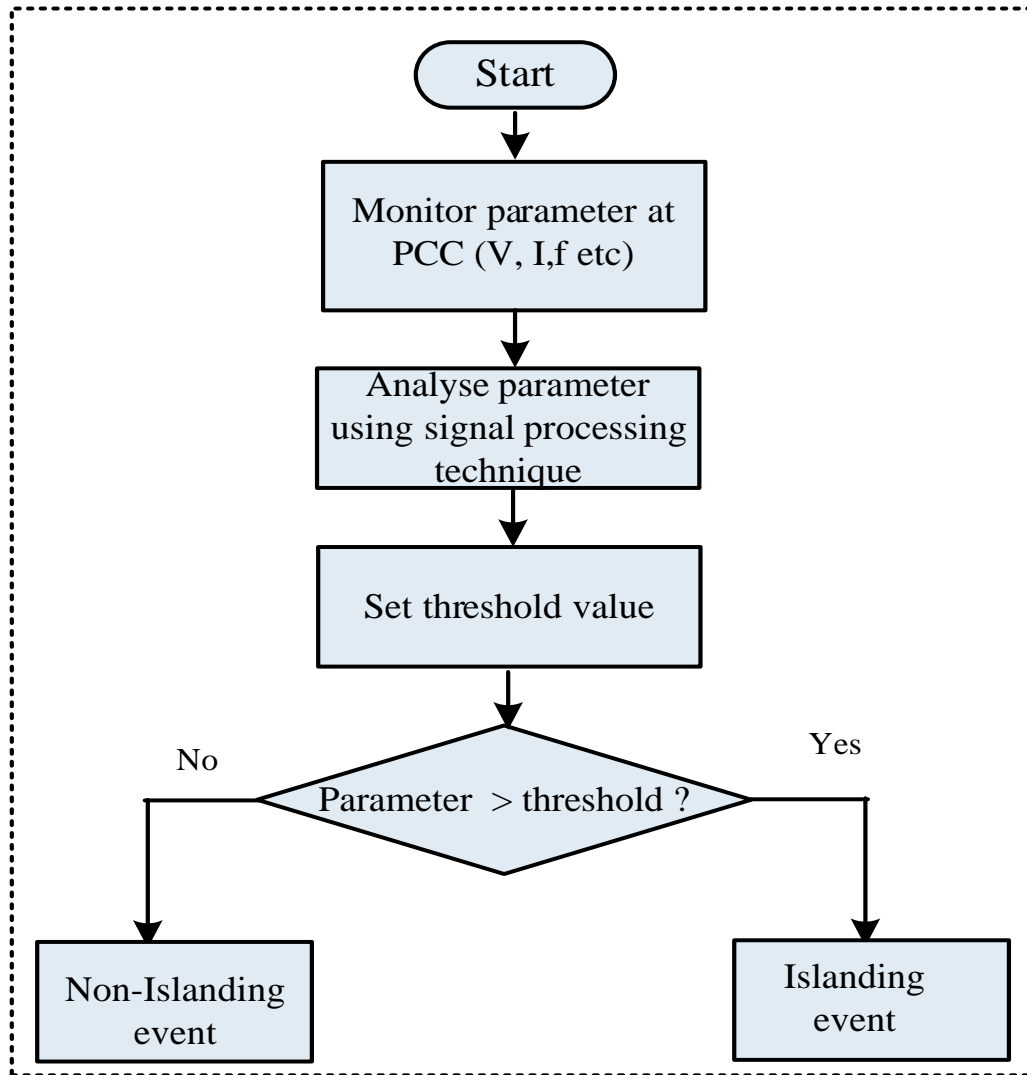 Start
Monitor parameter at
PCC (V, I,f etc)
Analyse parameter
using signal processing
technique
Set threshold value
No
Yes
Parameter > threshold ?
Non-Islanding
event
Islanding
event